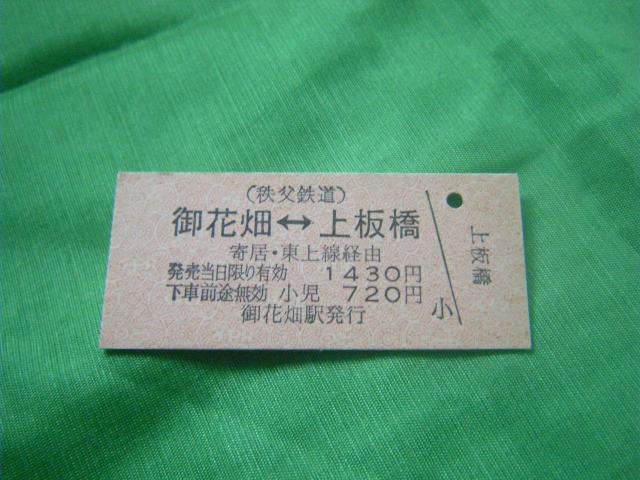 (秩父鉄道)
御花畑↔上板橋
寄居・東上線経由
発売当日限り有効 1430円
下車前途無効 小児 720円
御花畑駅発行
小
上板橋